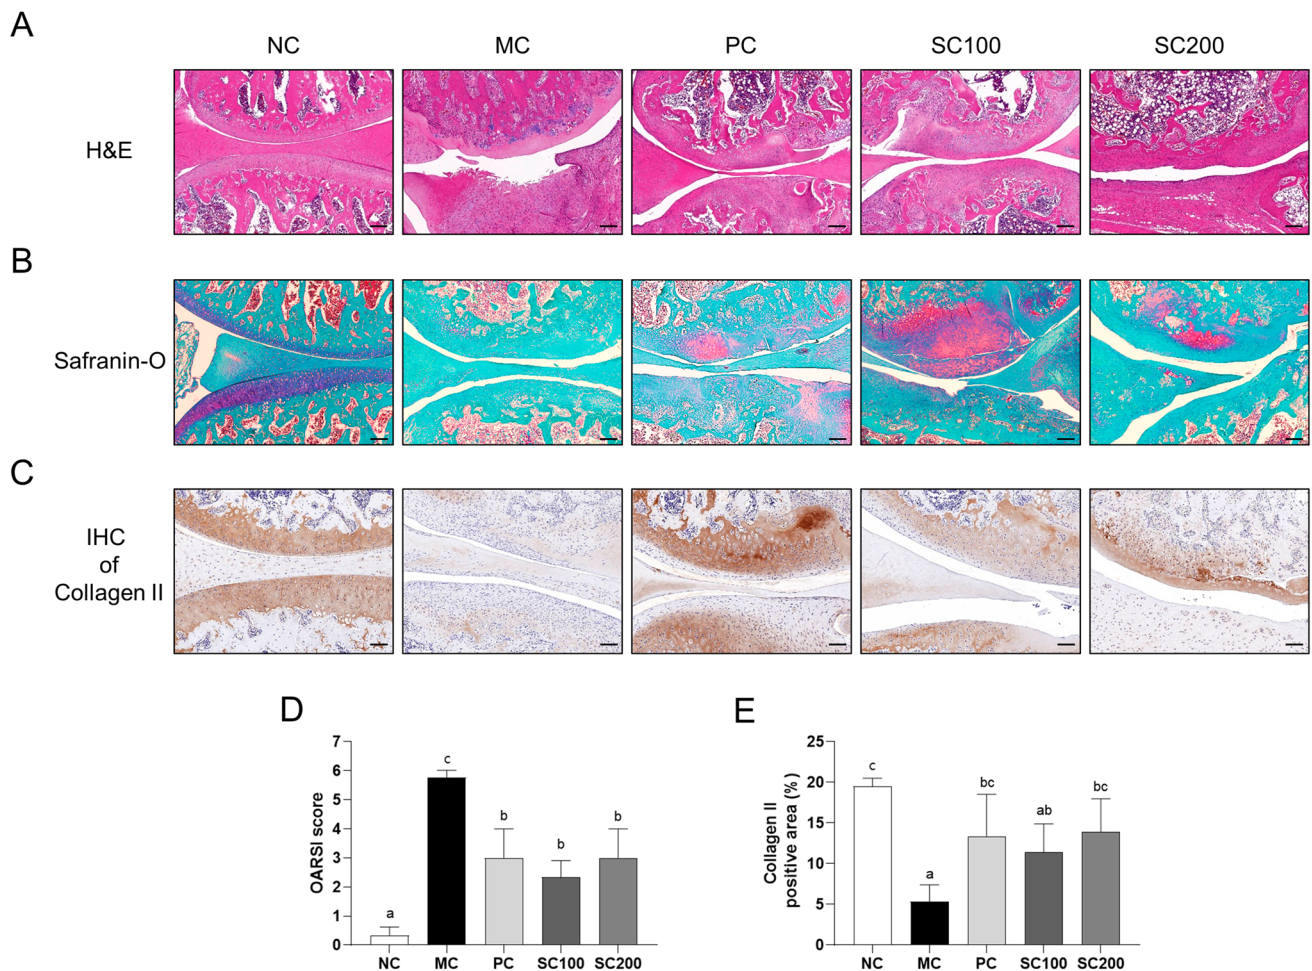 A
NC MC PC SC100 SC200
H&E
B
Safranin-O
C
IHC
of
Collagen II
D
OARSI score
7
6
5
4
3
2
1
0
a
c
b
b
b
NC MC PC SC100 SC200
E
Collagen II
positive area (%)
25
20
15
10
5
0
c
a
bc
ab
bc
NC MC PC SC100 SC200